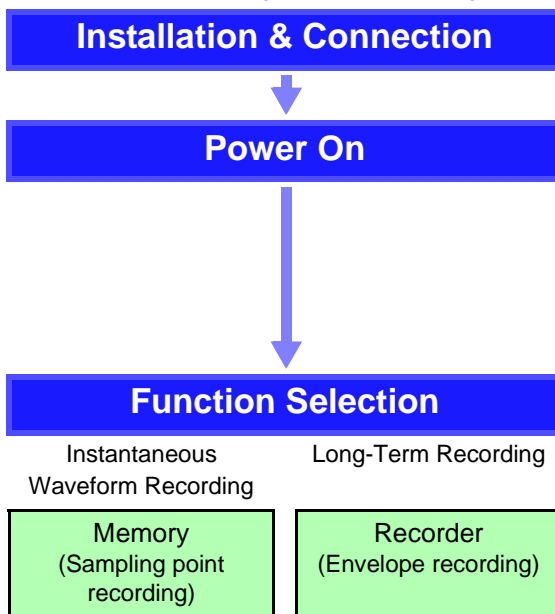 Installation & Connection
Power On
Function Selection
Instantaneous
Waveform Recording
Long-Term Recording
Memory
(Sampling point
recording)
Recorder
(Envelope recording)